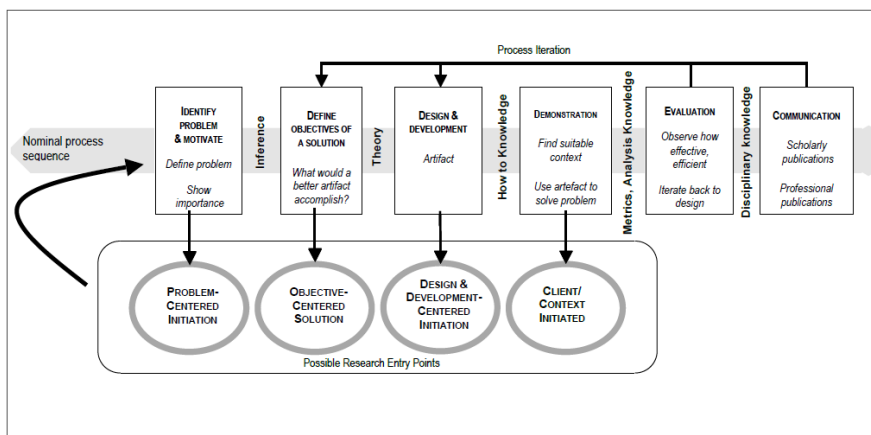 Process Iteration
Nominal process
sequence
IDENTIFY
PROBLEM
& MOTIVATE
Define problem
Show
importance
Inference
DEFINE
OBJECTIVES OF
A SOLUTION
What would a
better artifact
accomplish?
Theory
DESIGN &
DEVELOPMENT
Artifact
How to Knowledge
DEMONSTRATION
Find suitable
context
Use artefact to
solve problem
Metrics, Analysis Knowledge
EVALUATION
Observe how
effective,
efficient
Iterate back to
design
Disciplinary knowledge
COMMUNICATION
Scholarly
publications
Professional
publications
PROBLEM-
CENTERED
INITIATION
OBJECTIVE-
CENTERED
SOLUTION
DESIGN &
DEVELOPMENT-
CENTERED
INITIATION
CLIENT/
CONTEXT
INITIATED
Possible Research Entry Points